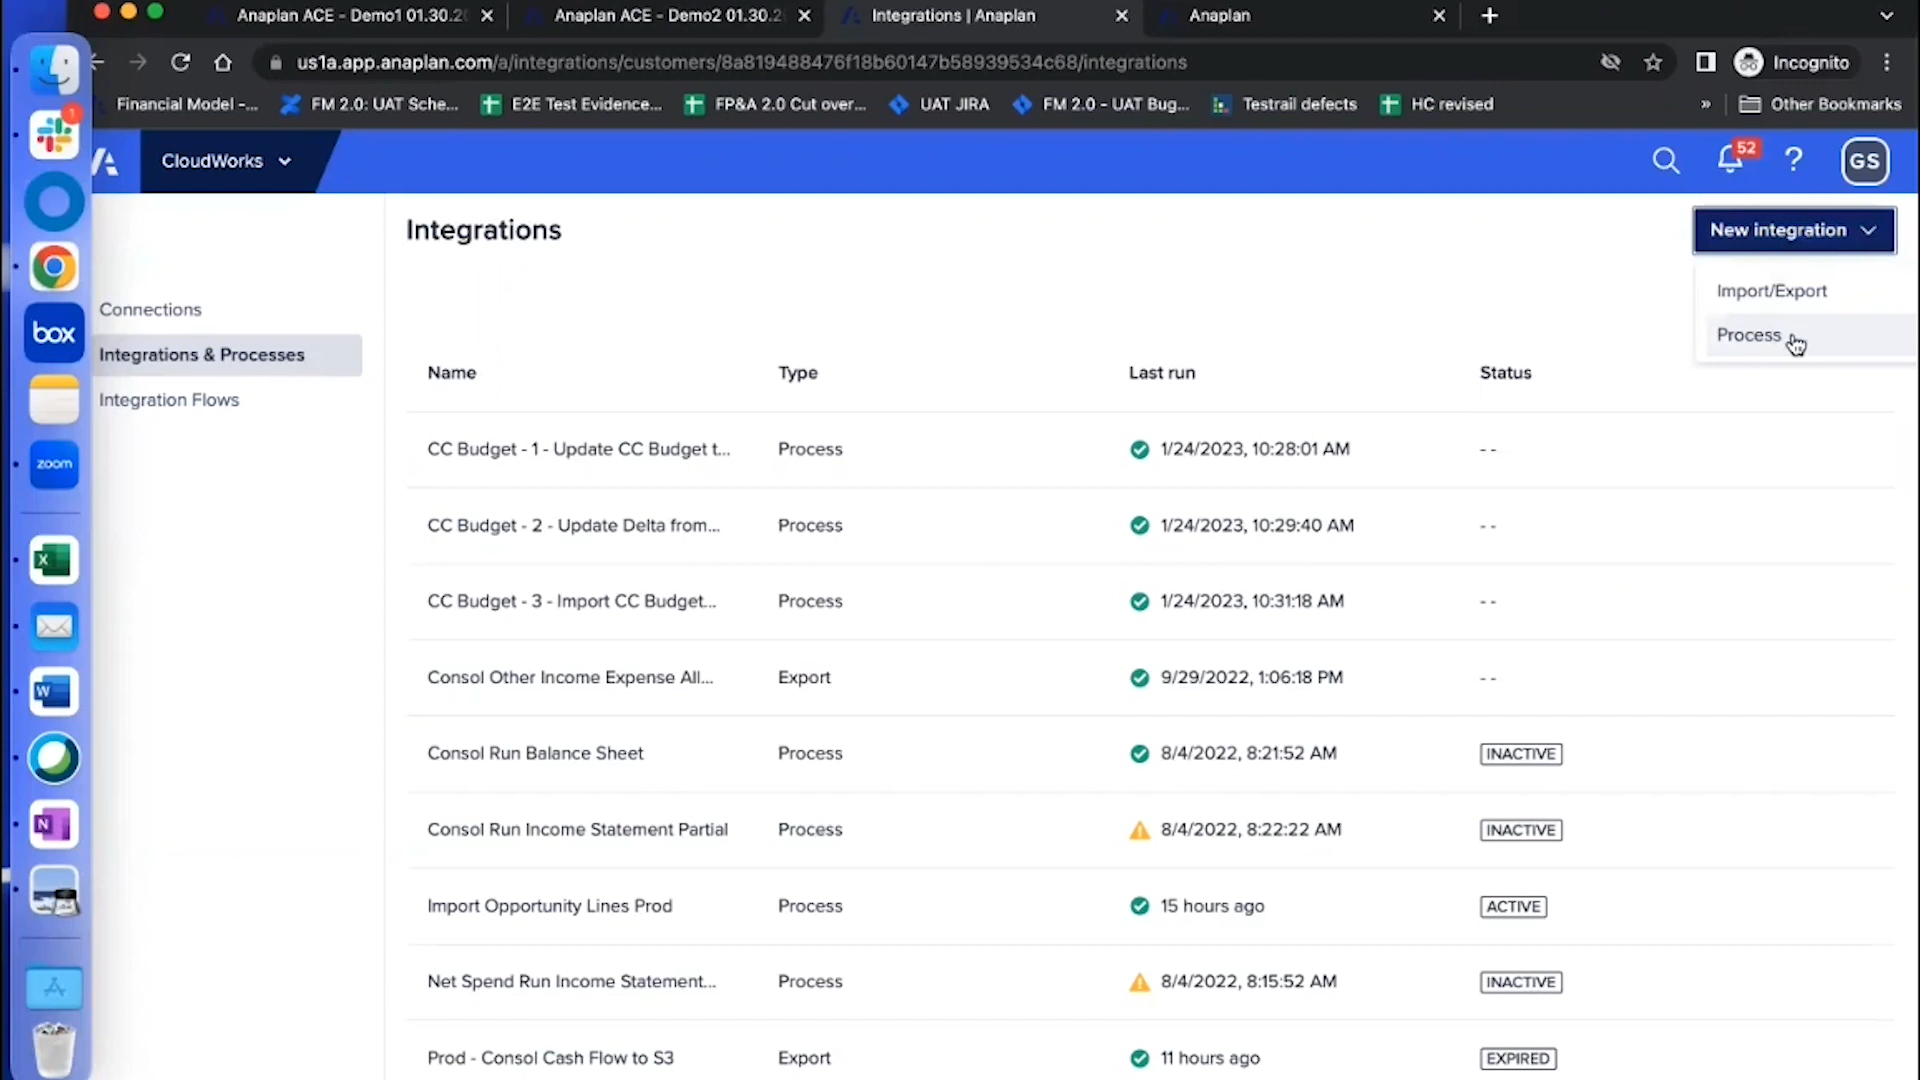 Anaplan ACE - Demo1 01.30.20
Anaplan ACE - Demo2 01.30.2
Integrations | Anaplan
Anaplan
us1a.app.anaplan.com/a/integrations/customers/8a819488476f18b60147b58939534c68/integrations
Incognito
Financial Model -...
FM 2.0: UAT Sche...
E2E Test Evidence...
FP&A 2.0 Cut over...
UAT JIRA
FM 2.0 - UAT Bug...
Testrail defects
HC revised
»
Other Bookmarks
1
CloudWorks
52
?
GS
Integrations
New integration
Import/Export
Process
Connections
Integrations & Processes
Integration Flows
box
zoom
X
W
N
Name Type Last run Status
CC Budget - 1 - Update CC Budget t... Process 1/24/2023, 10:28:01 AM - -
CC Budget - 2 - Update Delta from... Process 1/24/2023, 10:29:40 AM - -
CC Budget - 3 - Import CC Budget... Process 1/24/2023, 10:31:18 AM - -
Consol Other Income Expense All... Export 9/29/2022, 1:06:18 PM - -
Consol Run Balance Sheet Process 8/4/2022, 8:21:52 AM INACTIVE
Consol Run Income Statement Partial Process 8/4/2022, 8:22:22 AM INACTIVE
Import Opportunity Lines Prod Process 15 hours ago ACTIVE
Net Spend Run Income Statement... Process 8/4/2022, 8:15:52 AM INACTIVE
Prod - Consol Cash Flow to S3 Export 11 hours ago EXPIRED